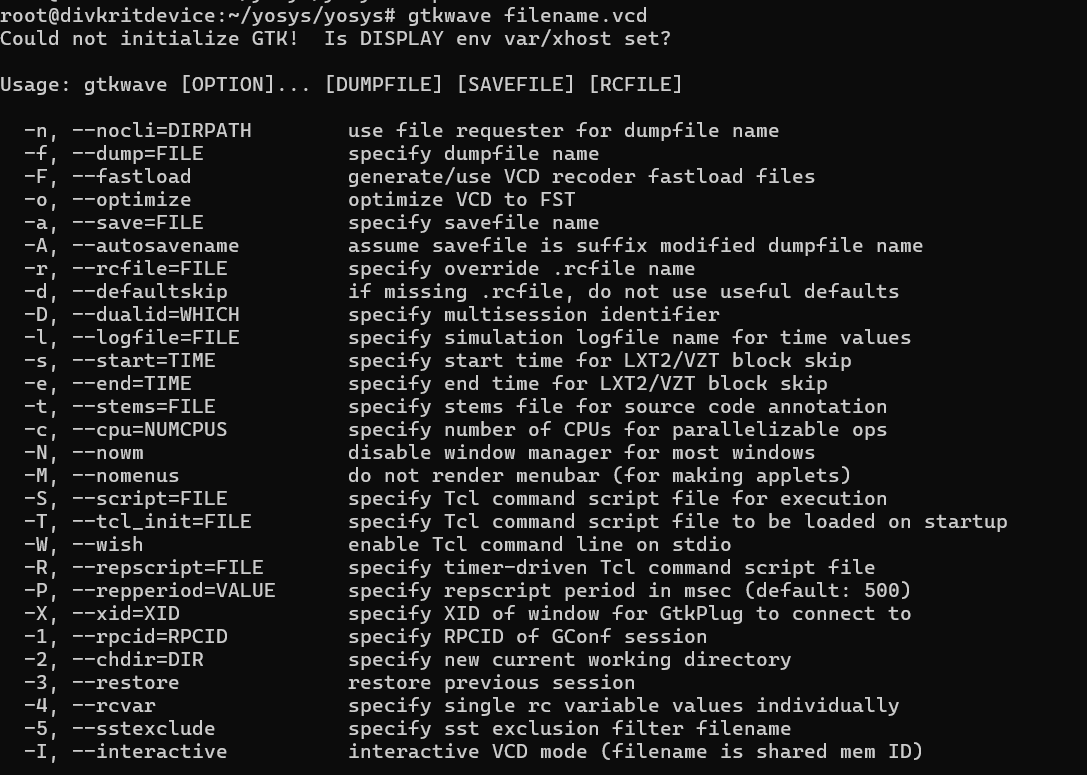 root@divkritdevice:~/yosys/yosys# gtkwave filename.vcd
Could not initialize GTK!  Is DISPLAY env var/xhost set?

Usage: gtkwave [OPTION]... [DUMPFILE] [SAVEFILE] [RCFILE]

  -n, --nocli=DIRPATH        use file requester for dumpfile name
  -f, --dump=FILE            specify dumpfile name
  -F, --fastload             generate/use VCD recoder fastload files
  -o, --optimize             optimize VCD to FST
  -a, --save=FILE            specify savefile name
  -A, --autosavename         assume savefile is suffix modified dumpfile name
  -r, --rcfile=FILE          specify override .rcfile name
  -d, --defaultskip          if missing .rcfile, do not use useful defaults
  -D, --dualid=WHICH         specify multisession identifier
  -l, --logfile=FILE         specify simulation logfile name for time values
  -s, --start=TIME           specify start time for LXT2/VZT block skip
  -e, --end=TIME             specify end time for LXT2/VZT block skip
  -t, --stems=FILE           specify stems file for source code annotation
  -c, --cpu=NUMCPUS          specify number of CPUs for parallelizable ops
  -N, --nowm                 disable window manager for most windows
  -M, --nomenus              do not render menubar (for making applets)
  -S, --script=FILE          specify Tcl command script file for execution
  -T, --tcl_init=FILE        specify Tcl command script file to be loaded on startup
  -W, --wish                 enable Tcl command line on stdio
  -R, --repscript=FILE       specify timer-driven Tcl command script file
  -P, --repperiod=VALUE      specify repscript period in msec (default: 500)
  -X, --xid=XID              specify XID of window for GtkPlug to connect to
  -1, --rpcid=RPCID          specify RPCID of GConf session
  -2, --chdir=DIR            specify new current working directory
  -3, --restore              restore previous session
  -4, --rcvar                specify single rc variable values individually
  -5, --sstexclude           specify sst exclusion filter filename
  -I, --interactive          interactive VCD mode (filename is shared mem ID)